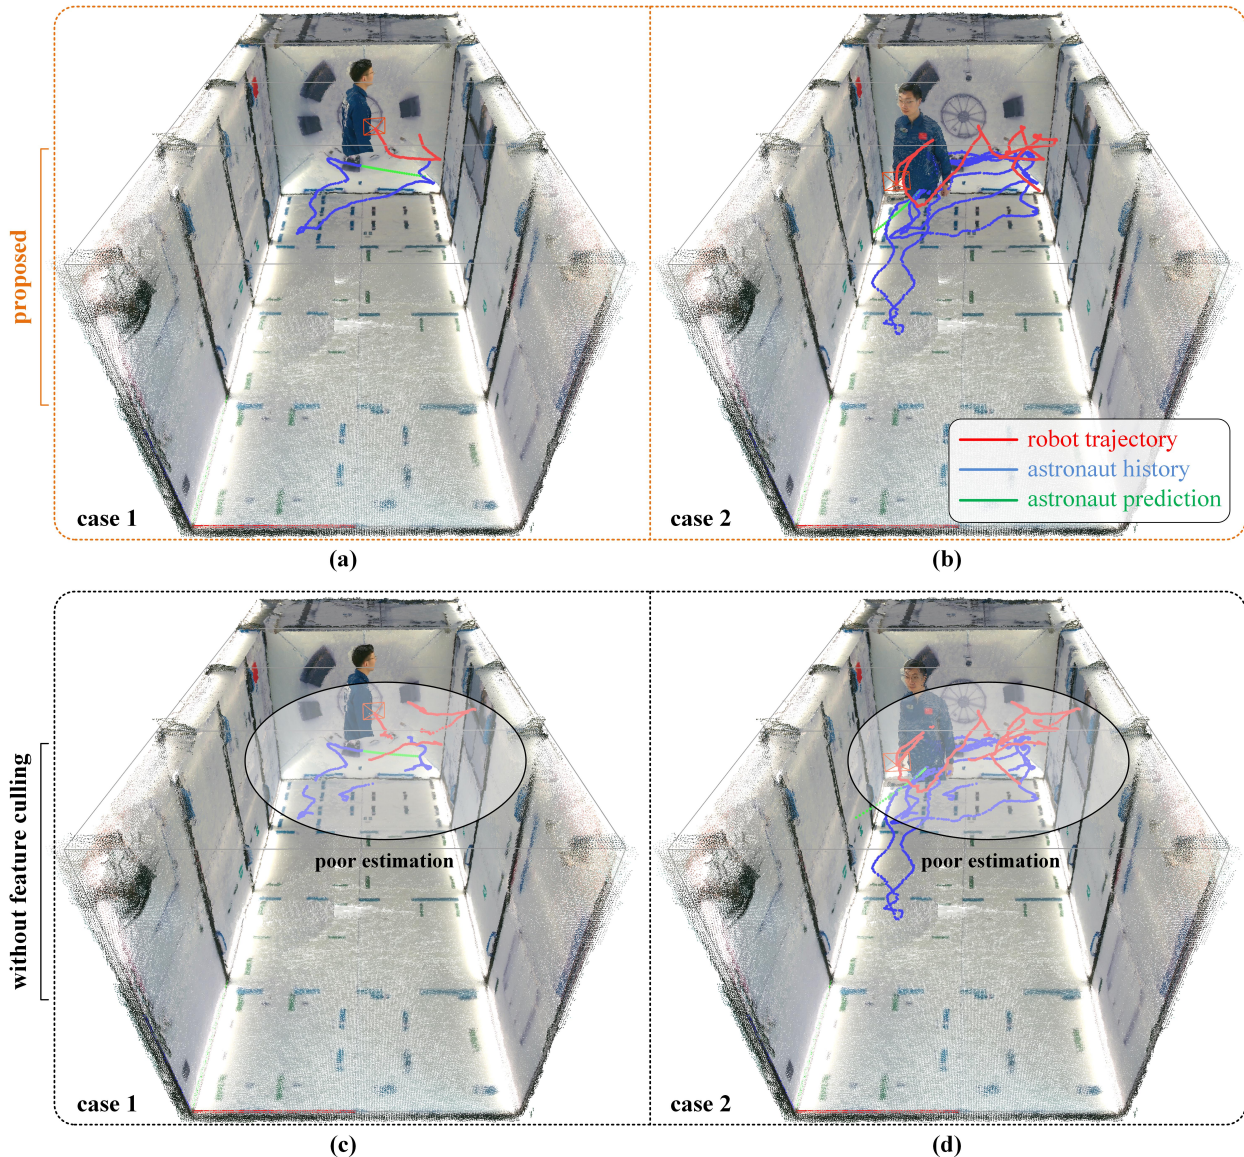 proposed
case 1
case 2
robot trajectory
astronaut history
astronaut prediction
(a)
(b)
without feature culling
poor estimation
poor estimation
case 1
case 2
(c)
(d)